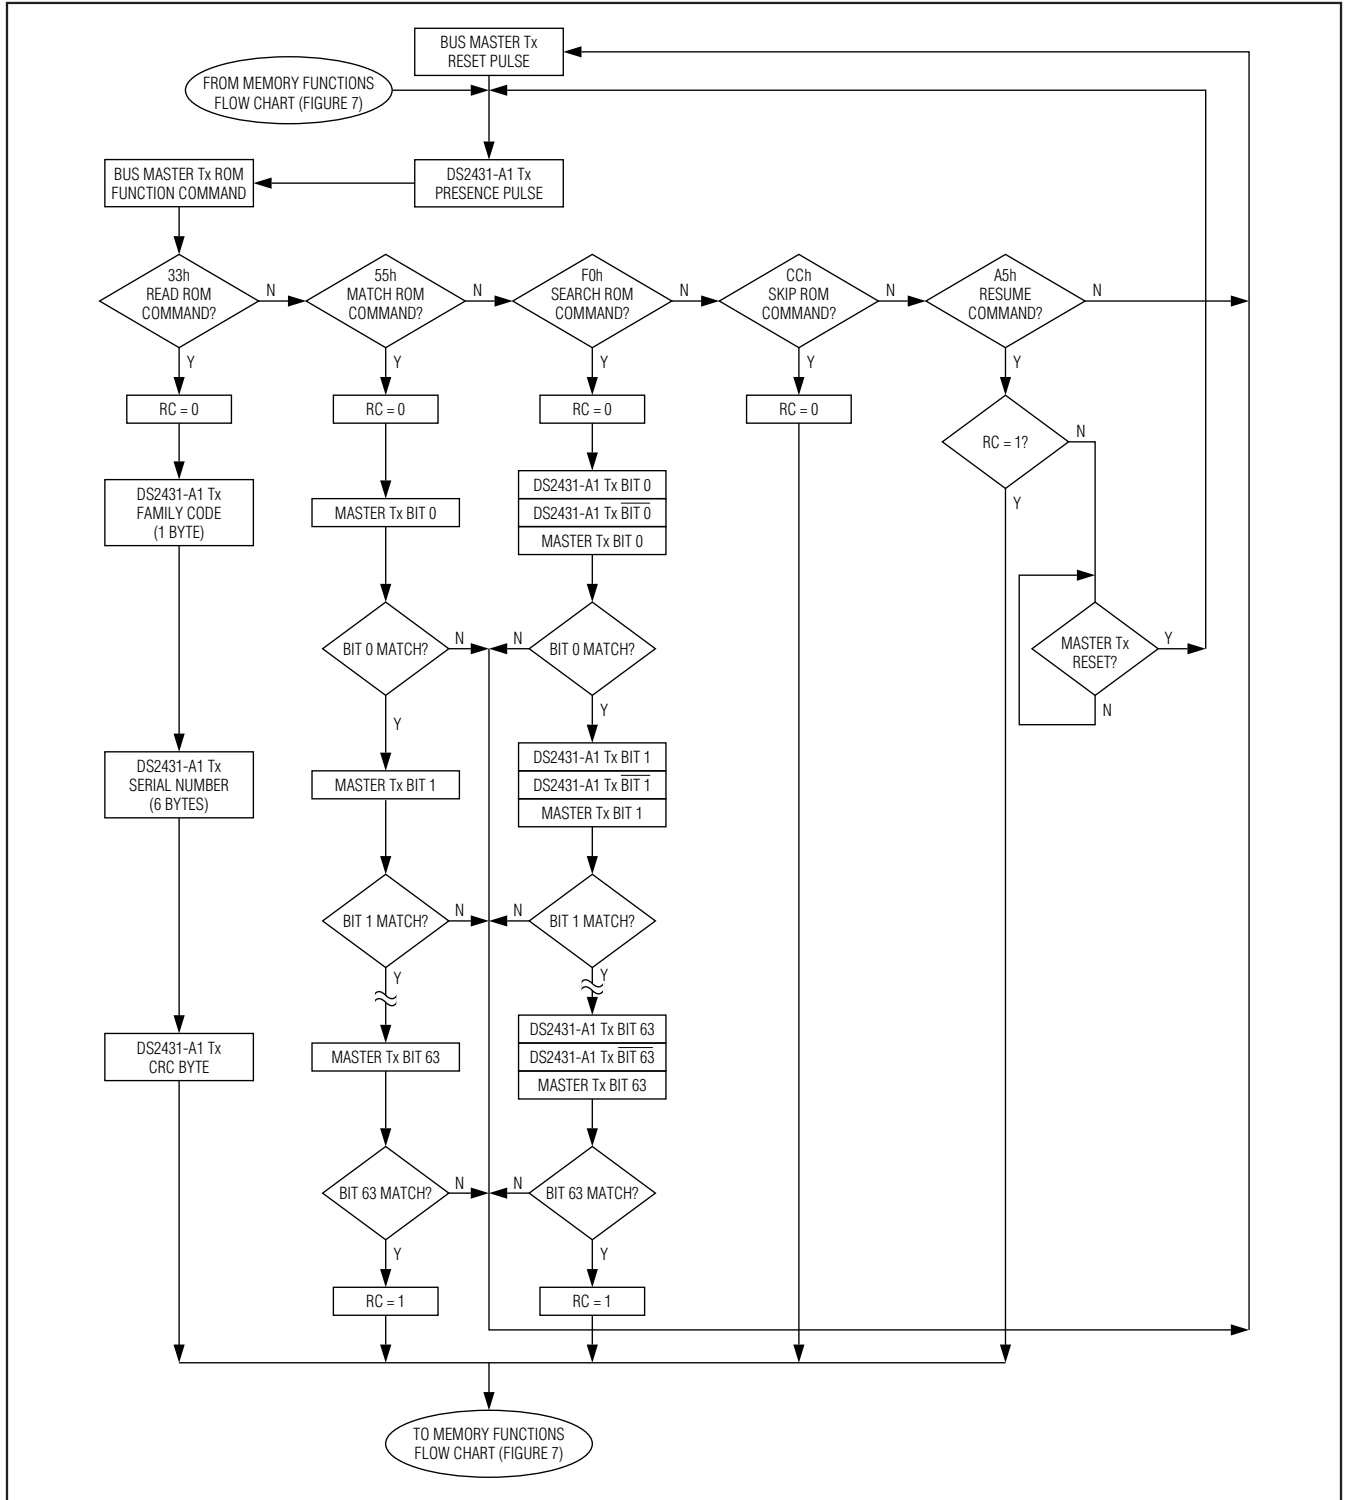 BUS MASTER Tx
RESET PULSE
FROM MEMORY FUNCTIONS
FLOW CHART (FIGURE 7)
BUS MASTER Tx ROM
FUNCTION COMMAND
DS2431-A1 Tx
PRESENCE PULSE
33h
READ ROM
COMMAND?
N
55h
MATCH ROM
COMMAND?
N
F0h
SEARCH ROM
COMMAND?
N
CCh
SKIP ROM
COMMAND?
N
A5h
RESUME
COMMAND?
N
Y
Y
Y
Y
Y
RC = 0
RC = 0
RC = 0
RC = 0
RC = 1?
N
Y
DS2431-A1 Tx
FAMILY CODE
(1 BYTE)
MASTER Tx BIT 0
DS2431-A1 Tx BIT 0
DS2431-A1 Tx B̅I̅T̅ ̅0̅
MASTER Tx BIT 0
BIT 0 MATCH?
N
N
BIT 0 MATCH?
MASTER Tx
RESET?
Y
N
Y
Y
DS2431-A1 Tx
SERIAL NUMBER
(6 BYTES)
MASTER Tx BIT 1
DS2431-A1 Tx BIT 1
DS2431-A1 Tx B̅I̅T̅ ̅1̅
MASTER Tx BIT 1
BIT 1 MATCH?
N
N
BIT 1 MATCH?
Y
Y
DS2431-A1 Tx
CRC BYTE
MASTER Tx BIT 63
DS2431-A1 Tx BIT 63
DS2431-A1 Tx B̅I̅T̅ ̅6̅3̅
MASTER Tx BIT 63
BIT 63 MATCH?
N
N
BIT 63 MATCH?
Y
Y
RC = 1
RC = 1
TO MEMORY FUNCTIONS
FLOW CHART (FIGURE 7)